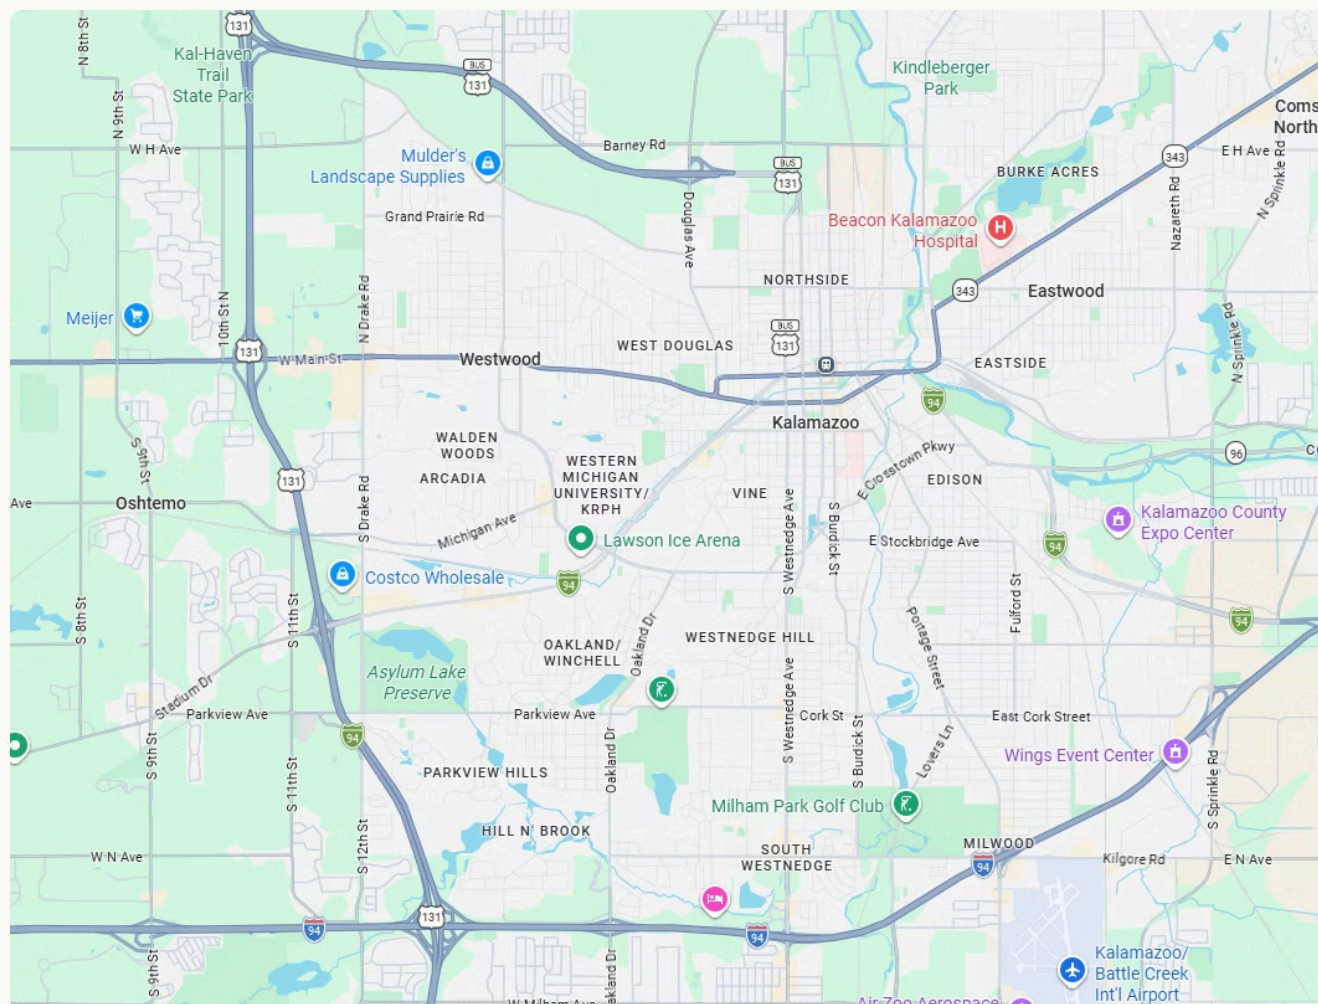 131
N 8th St
Kal-Haven
Trail
State Park
BUS
131
Kindleberger
Park
Coms
North
N 9th St
W H Ave
Barney Rd
343
E H Ave
Mulder's
Landscape Supplies
BUS
131
BURKE ACRES
N Sprinkle Rd
Grand Prairie Rd
Douglas Ave
Nazareth Rd
Beacon Kalamazoo
Hospital
H
NORTHSIDE
343
Eastwood
Meijer
10th St N
N Drake Rd
BUS
131
N Sprinkle Rd
131
W Main St
Westwood
WEST DOUGLAS
EASTSIDE
94
Kalamazoo
WALDEN
WOODS
ARCADIA
S 9th St
131
WESTERN
MICHIGAN
UNIVERSITY/
KRPH
VINE
E Crosstown Pkwy
EDISON
96
CO
Ave
Oshtemo
S Drake Rd
Michigan Ave
Lawson Ice Arena
S Westnedge Ave
S Burdick St
E Stockbridge Ave
94
Kalamazoo County
Expo Center
Costco Wholesale
94
S 8th St
S 11th St
Fulford St
94
OAKLAND/
WINCHELL
Oakland Dr
WESTNEDGE HILL
Portage Street
Asylum Lake
Preserve
S Westnedge Ave
Stadium Dr
Parkview Ave
Parkview Ave
Cork St
East Cork Street
94
S 9th St
S 11th St
PARKVIEW HILLS
Oakland Dr
S Burdick St
Lovers Ln
Wings Event Center
S Sprinkle Rd
Milham Park Golf Club
HILL N' BROOK
S 12th St
W N Ave
SOUTH
WESTNEDGE
MILWOOD
94
Kilgore Rd
E N Ave
131
94
94
S 9th St
Oakland Dr
Kalamazoo/
Battle Creek
Int'l Airport
W Milham Ave
Air Zoo Aerospace